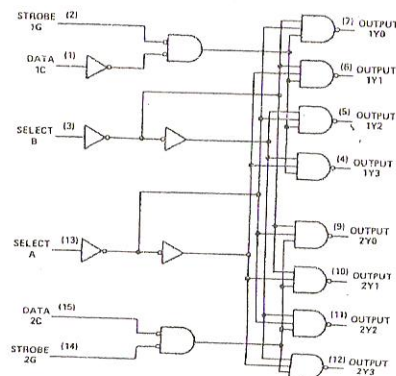 STROBE (2)
1G
DATA (1)
1C
SELECT (3)
B
SELECT (13)
A
DATA (15)
2C
STROBE (14)
2G
(7) OUTPUT
1Y0
(6) OUTPUT
1Y1
(5) OUTPUT
1Y2
(4) OUTPUT
1Y3
(9) OUTPUT
2Y0
(10) OUTPUT
2Y1
(11) OUTPUT
2Y2
(12) OUTPUT
2Y3